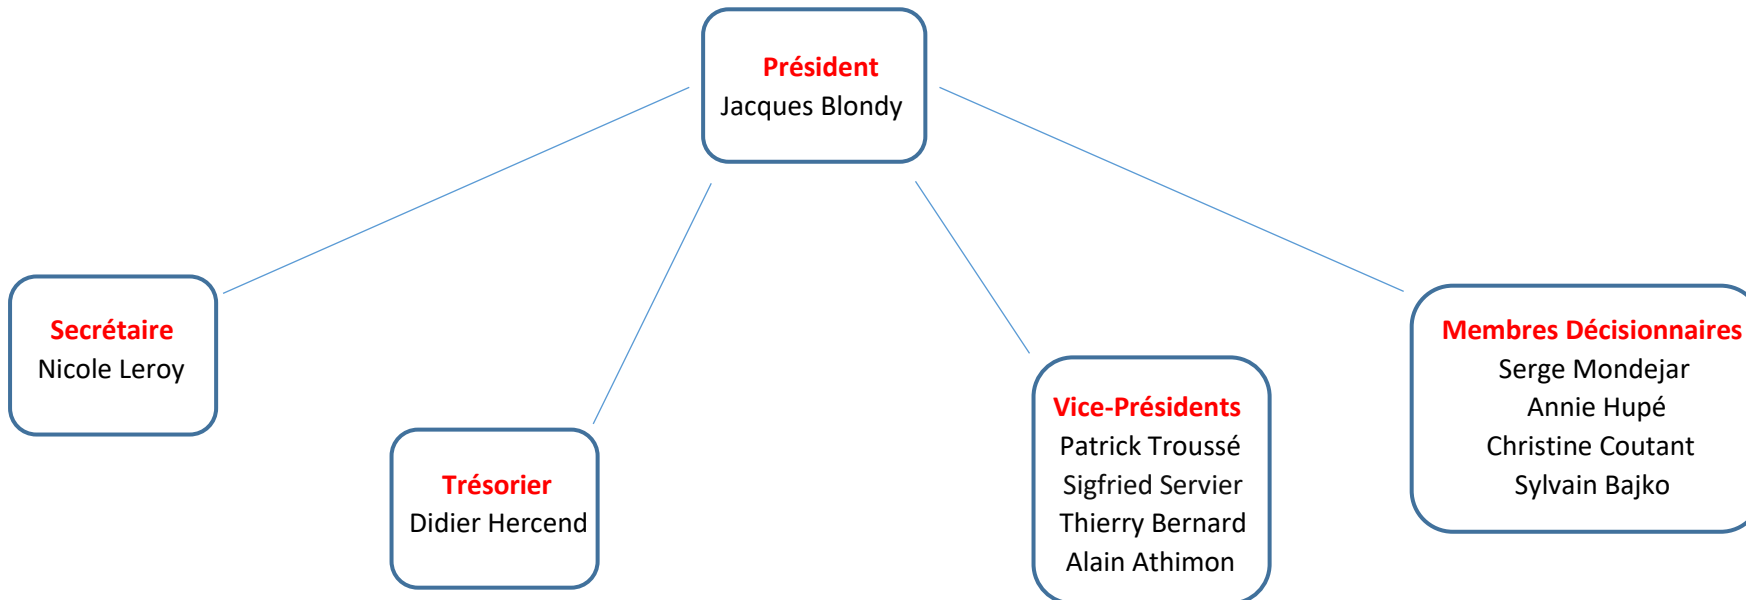 Président
Jacques Blondy
Secrétaire
Nicole Leroy
Trésorier
Didier Hercend
Vice-Présidents
Patrick Troussé
Sigfried Servier
Thierry Bernard
Alain Athimon
Membres Décisionnaires
Serge Mondejar
Annie Hupé
Christine Coutant
Sylvain Bajko